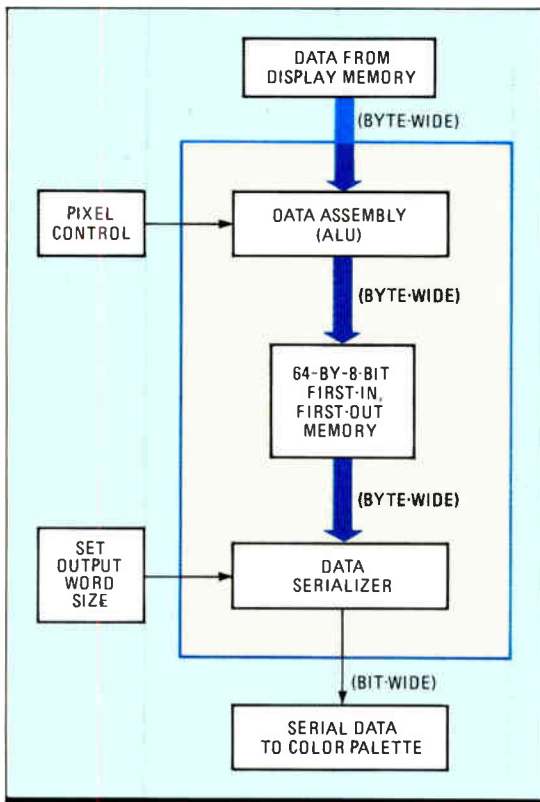 DATA FROM
DISPLAY MEMORY
(BYTE-WIDE)
PIXEL
CONTROL
DATA ASSEMBLY
(ALU)
(BYTE-WIDE)
64-BY-8-BIT
FIRST-IN,
FIRST-OUT
MEMORY
(BYTE-WIDE)
SET
OUTPUT
WORD
SIZE
DATA
SERIALIZER
(BIT-WIDE)
SERIAL DATA
TO COLOR PALETTE